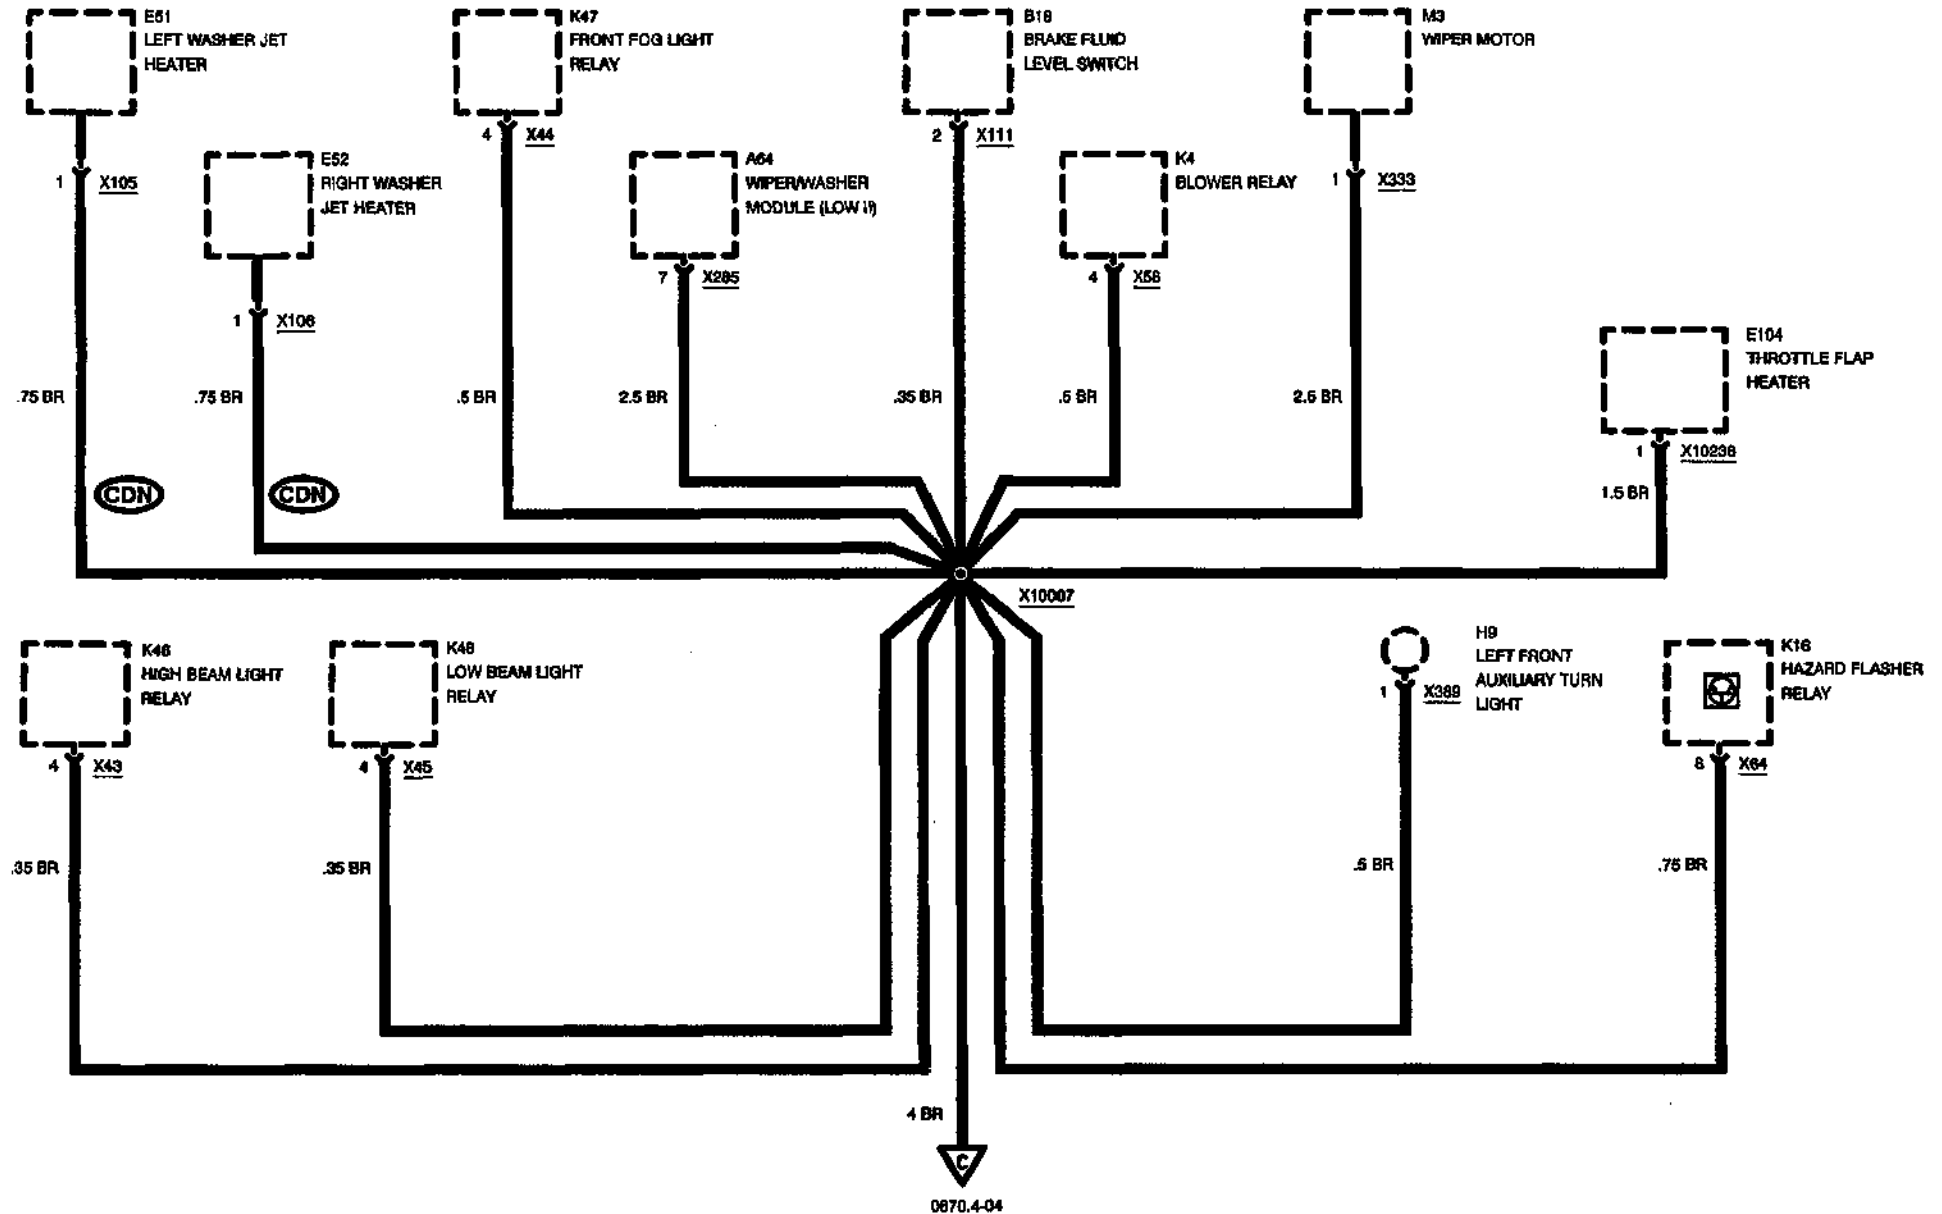 E51
LEFT WASHER JET
HEATER
K47
FRONT FOG LIGHT
RELAY
B18
BRAKE FLUID
LEVEL SWITCH
M3
WIPER MOTOR
4
X44
2
X111
1
X105
E52
RIGHT WASHER
JET HEATER
A64
WIPER/WASHER
MODULE (LOW II)
K4
BLOWER RELAY
1
X333
7
X285
4
X58
1
X106
E104
THROTTLE FLAP
HEATER
.75 BR
.75 BR
.5 BR
2.5 BR
.35 BR
.5 BR
2.5 BR
1
X10238
1.5 BR
CDN
CDN
X10007
K46
HIGH BEAM LIGHT
RELAY
K48
LOW BEAM LIGHT
RELAY
H9
LEFT FRONT
AUXILIARY TURN
LIGHT
K16
HAZARD FLASHER
RELAY
4
X43
4
X45
1
X389
8
X64
.35 BR
.35 BR
.5 BR
.75 BR
4 BR
C
0670.4-04